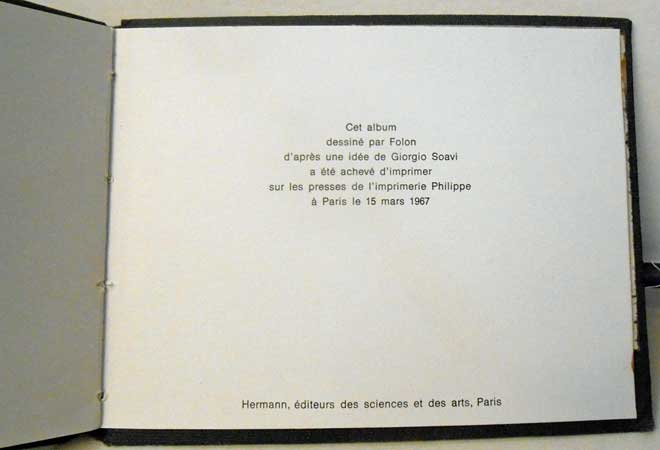 Cet album
dessiné par Folon
d'après une idée de Giorgio Soavi
a été achevé d'imprimer
sur les presses de l'imprimerie Philippe
à Paris le 15 mars 1967
Hermann, éditeurs des sciences et des arts, Paris